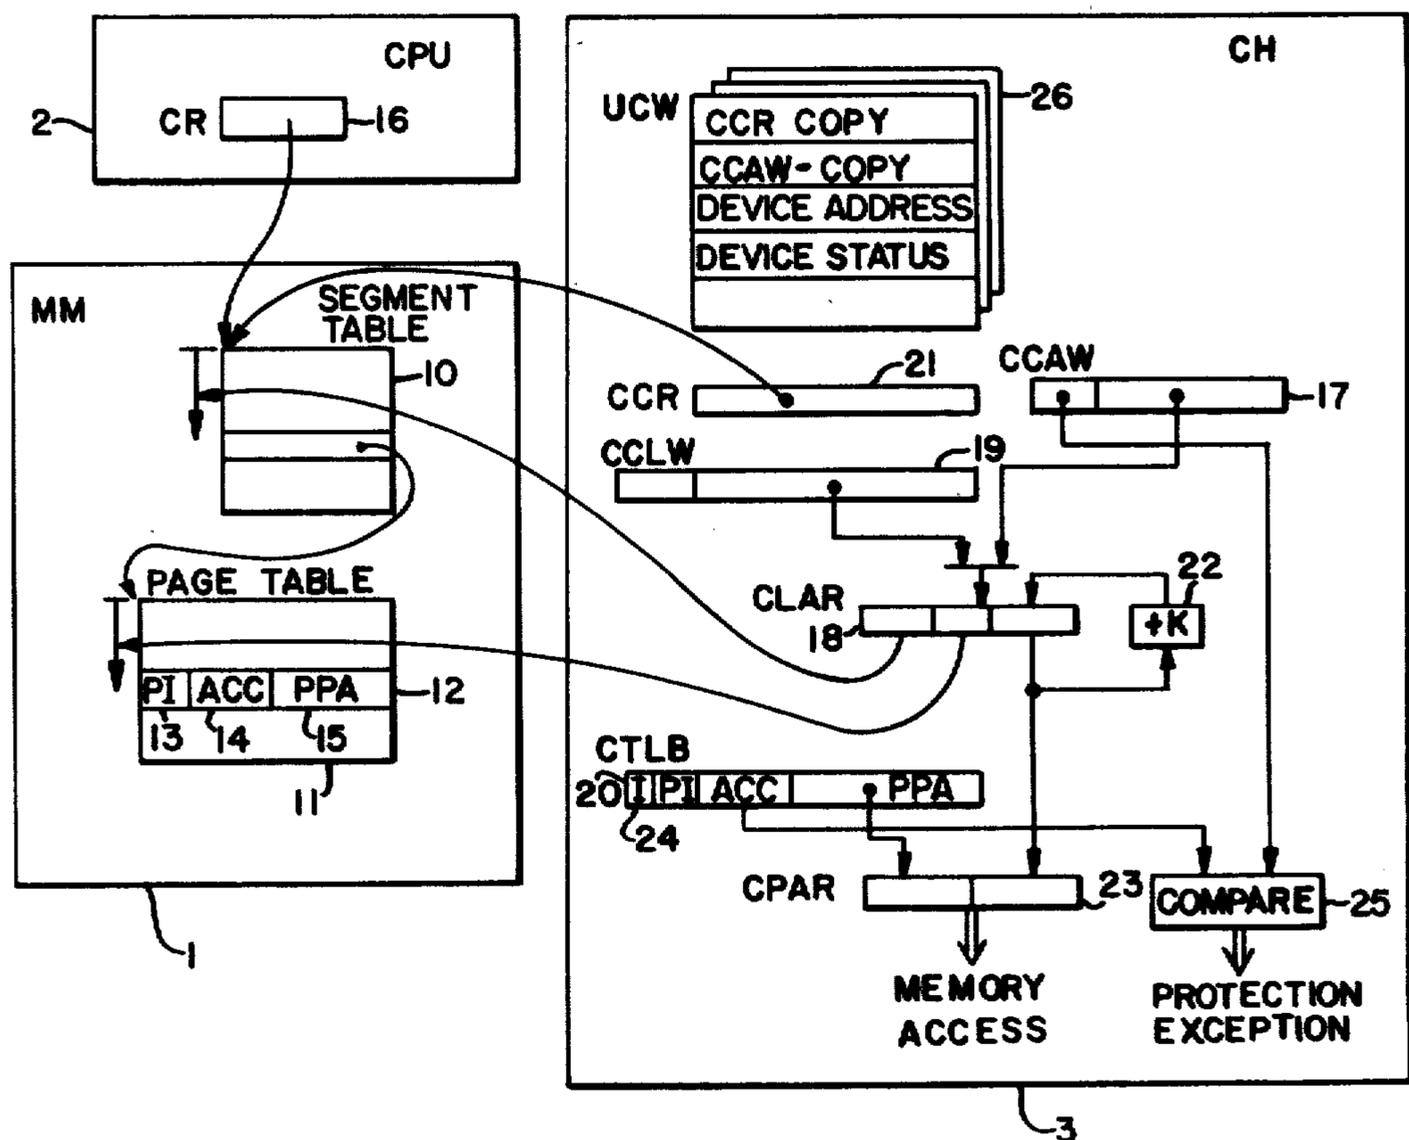 CPU
2
CR
16
MM
SEGMENT
TABLE
10
PAGE TABLE
PI ACC PPA
12
13 14 15
11
1
CH
UCW
26
CCR COPY
CCAW-COPY
DEVICE ADDRESS
DEVICE STATUS
CCR
21
CCAW
17
CCLW
19
CLAR
18
22
+K
CTLB
20
I PI ACC PPA
24
CPAR
23
COMPARE
25
MEMORY
ACCESS
PROTECTION
EXCEPTION
3